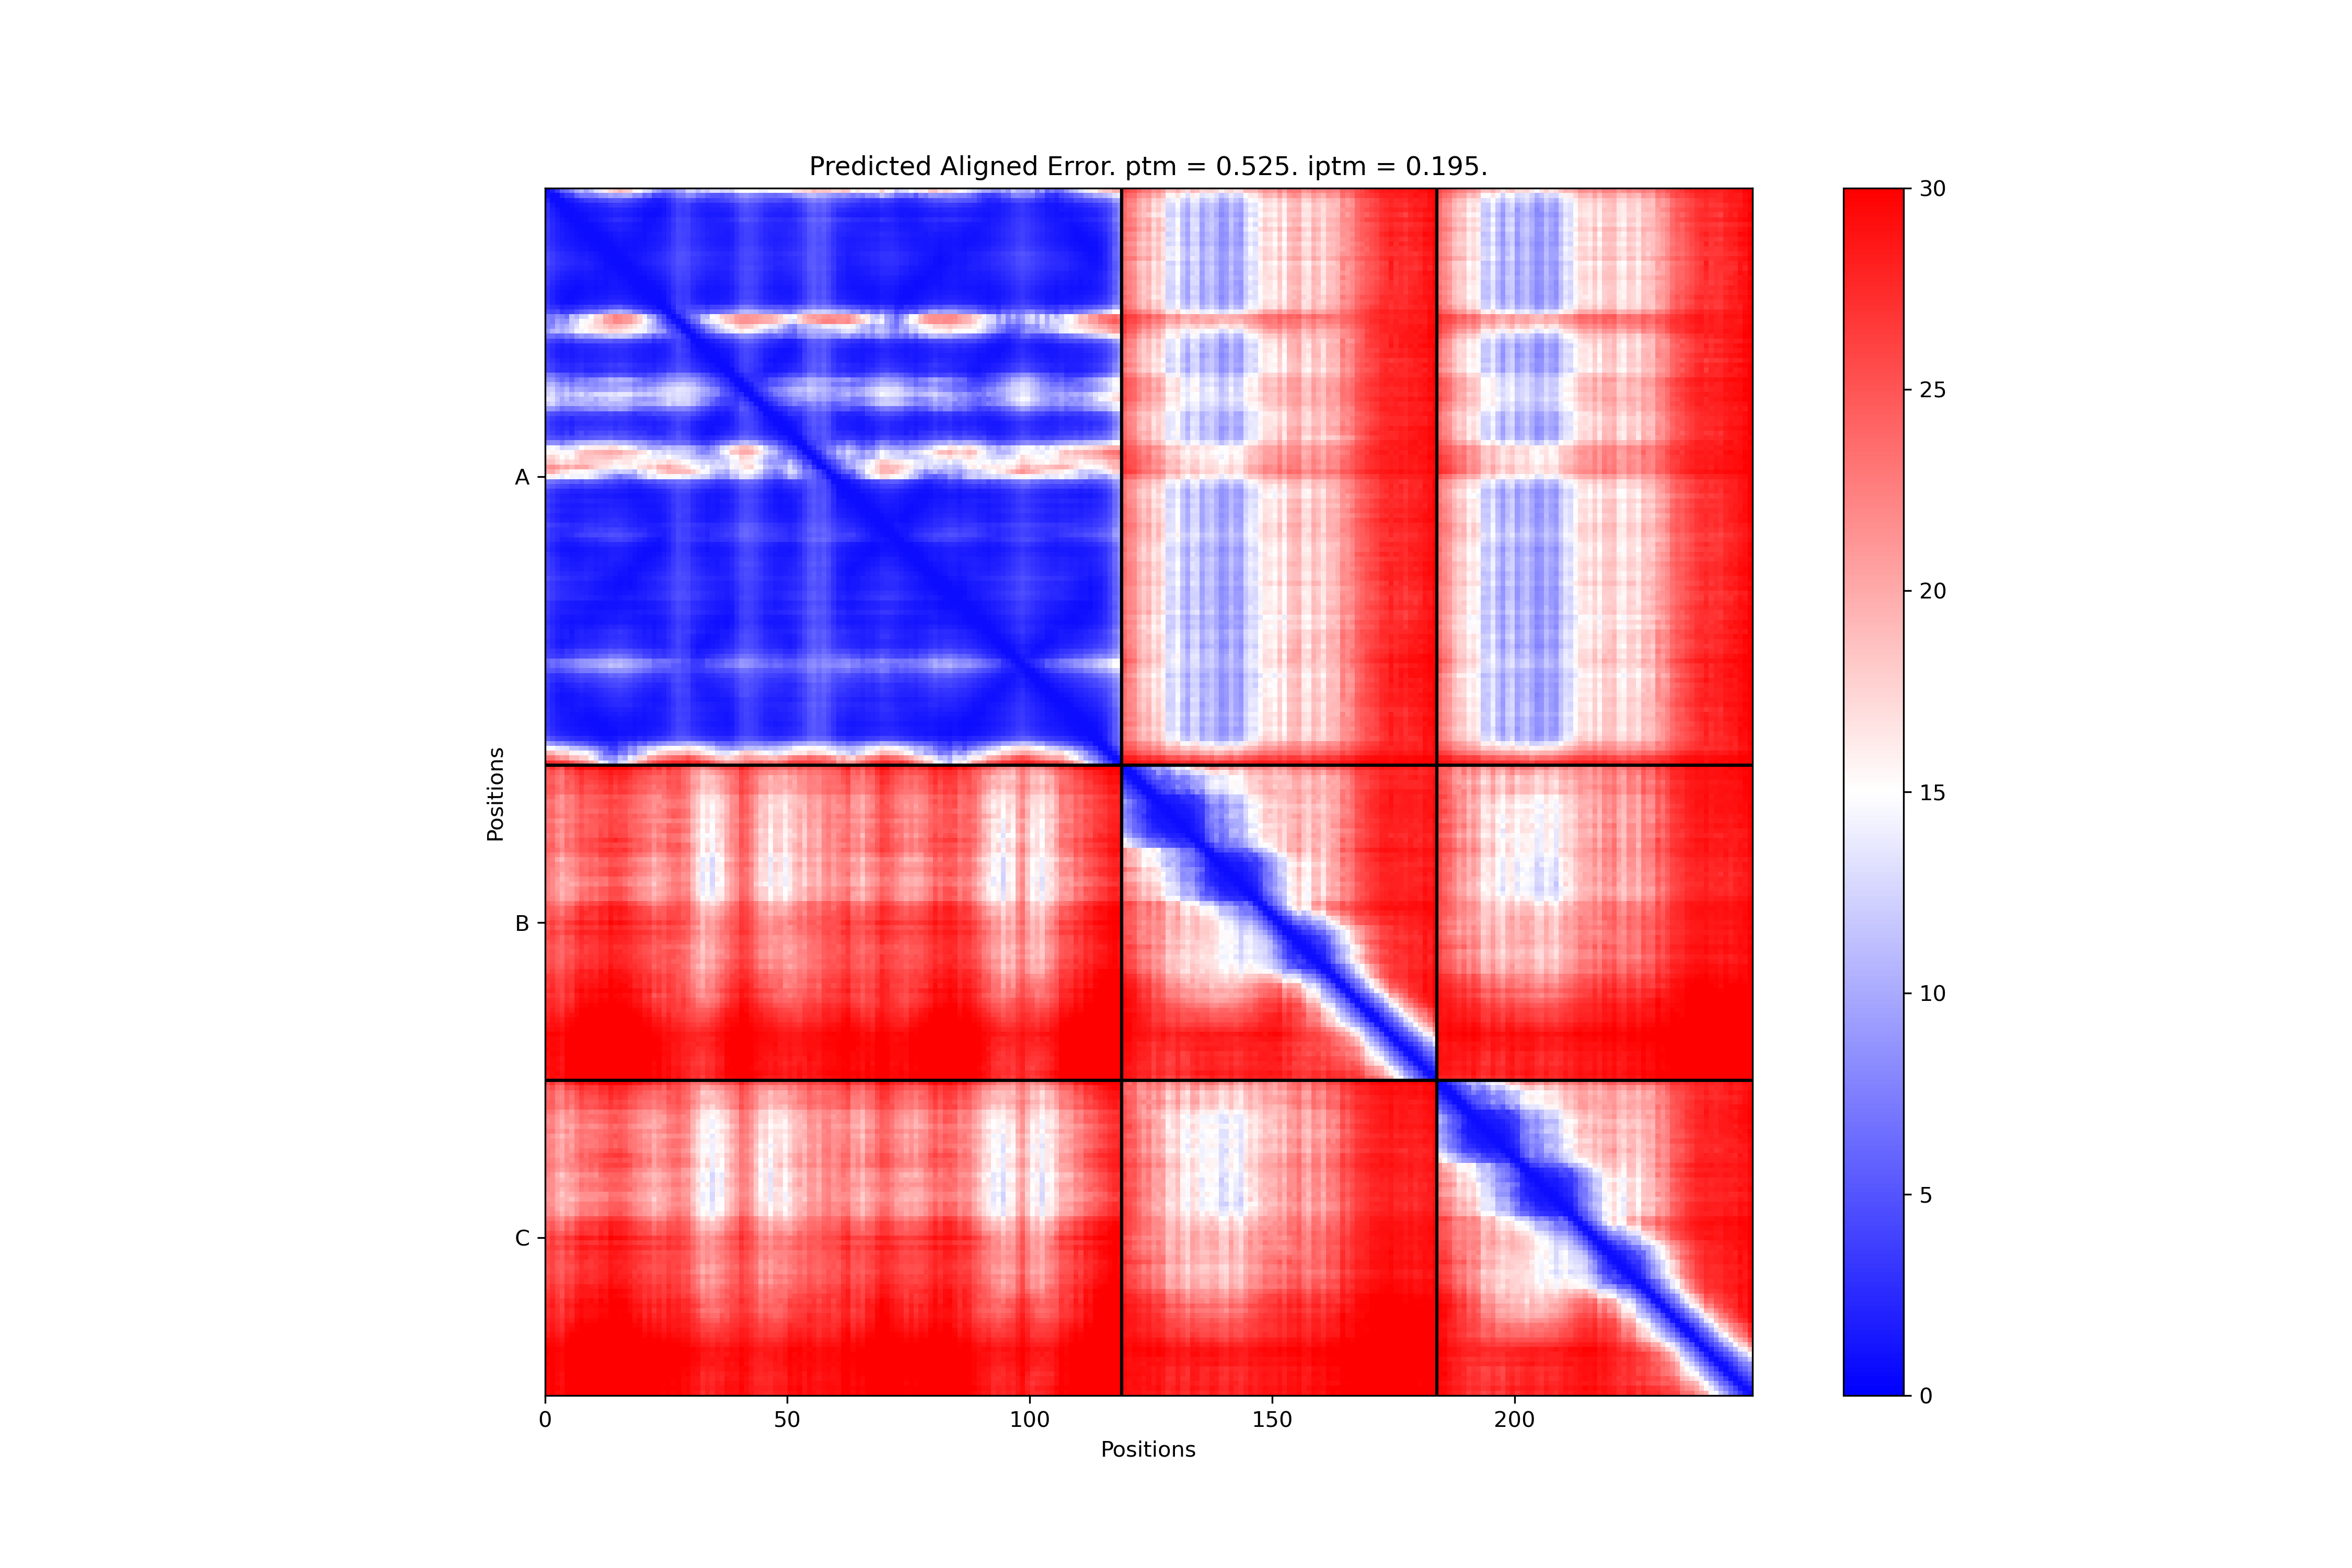 Predicted Aligned Error. ptm = 0.525. iptm = 0.195.
30
25
20
15
10
5
0
A
B
C
Positions
0 50 100 150 200
Positions